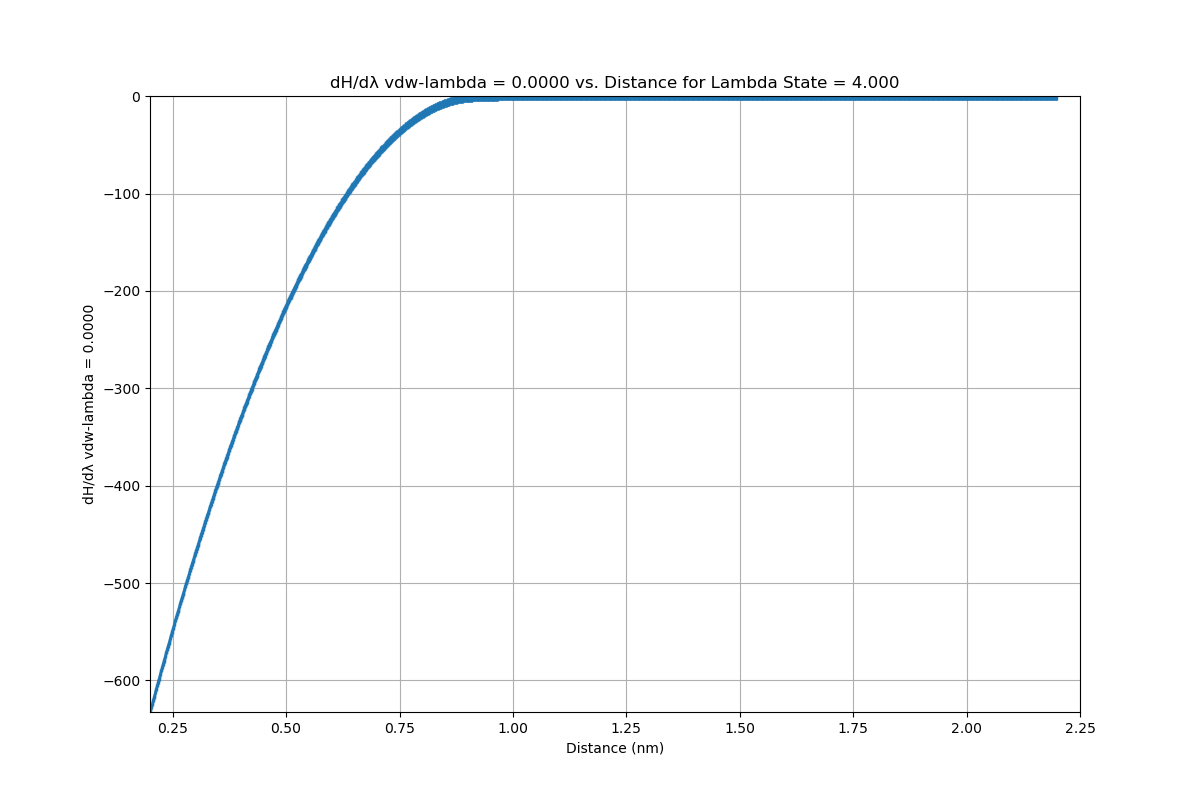 dH/dλ vdw-lambda = 0.0000 vs. Distance for Lambda State = 4.000
dH/dλ vdw-lambda = 0.0000
0
−100
−200
−300
−400
−500
−600
0.25 0.50 0.75 1.00 1.25 1.50 1.75 2.00 2.25
Distance (nm)